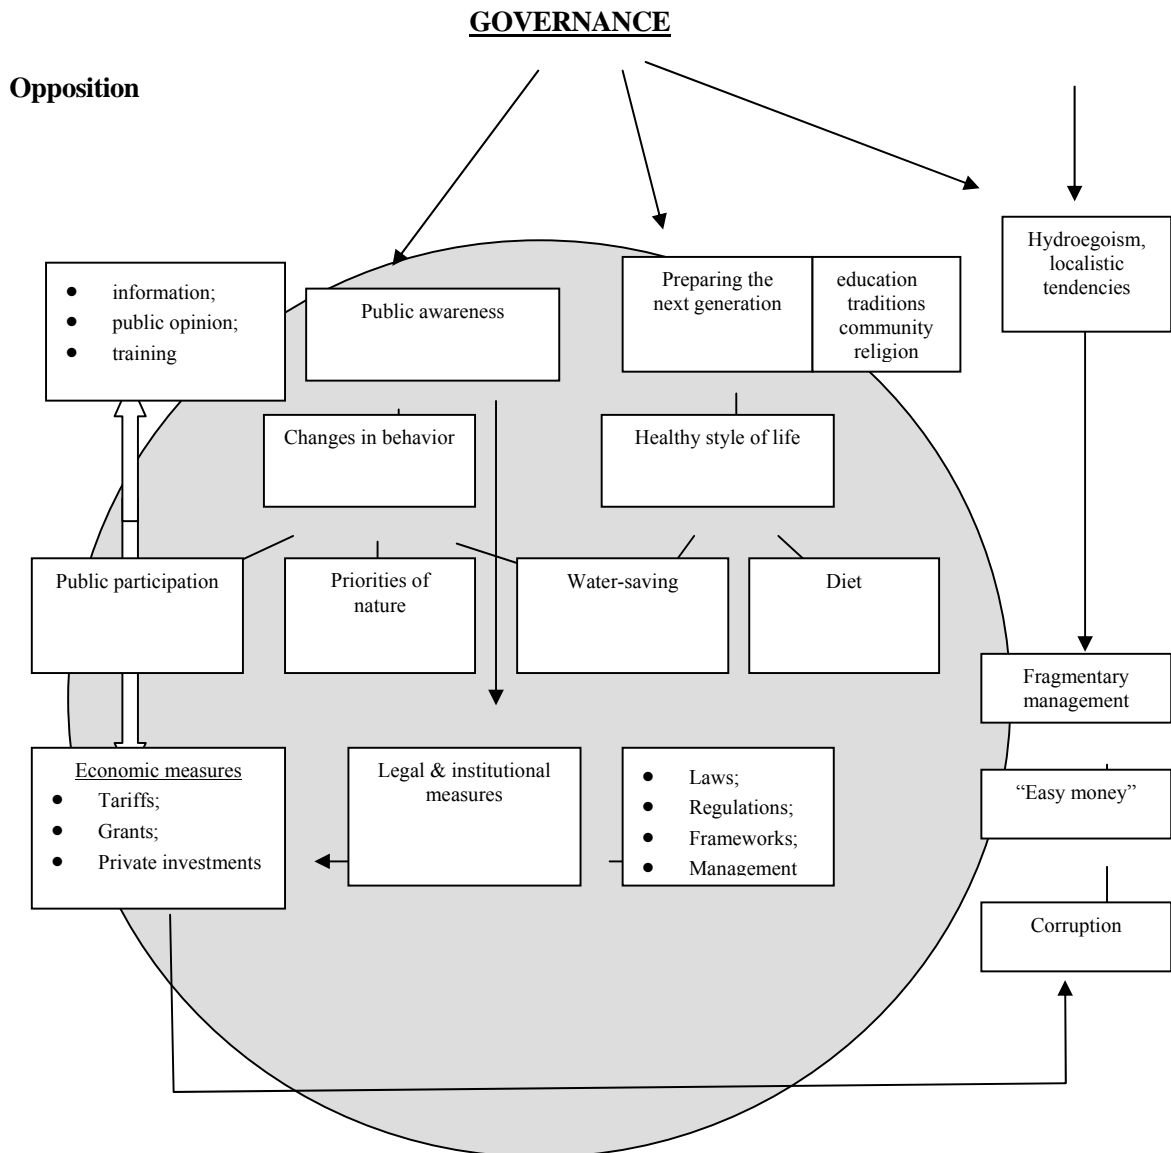 GOVERNANCE
Opposition
• information;
• public opinion;
• training
Public awareness
Preparing the
next generation
education
traditions
community
religion
Hydroegoism,
localistic
tendencies
Changes in behavior
Healthy style of life
Public participation
Priorities of
nature
Water-saving
Diet
Fragmentary
management
Economic measures
• Tariffs;
• Grants;
• Private investments
Legal & institutional
measures
• Laws;
• Regulations;
• Frameworks;
• Management
“Easy money”
Corruption